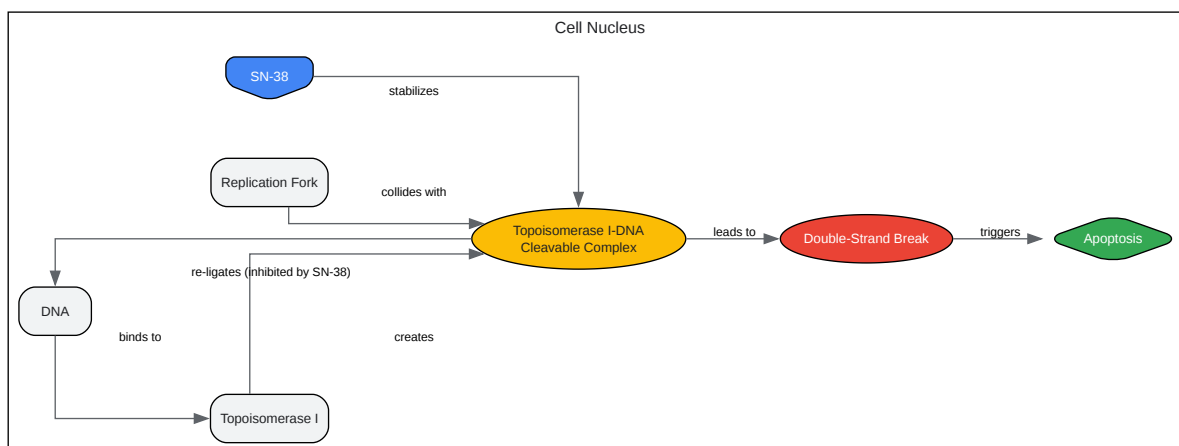 Cell Nucleus
SN-38
stabilizes
Replication Fork
collides with
Topoisomerase I-DNA
Cleavable Complex
leads to
Double-Strand Break
triggers
Apoptosis
re-ligates (inhibited by SN-38)
DNA
binds to
creates
Topoisomerase I